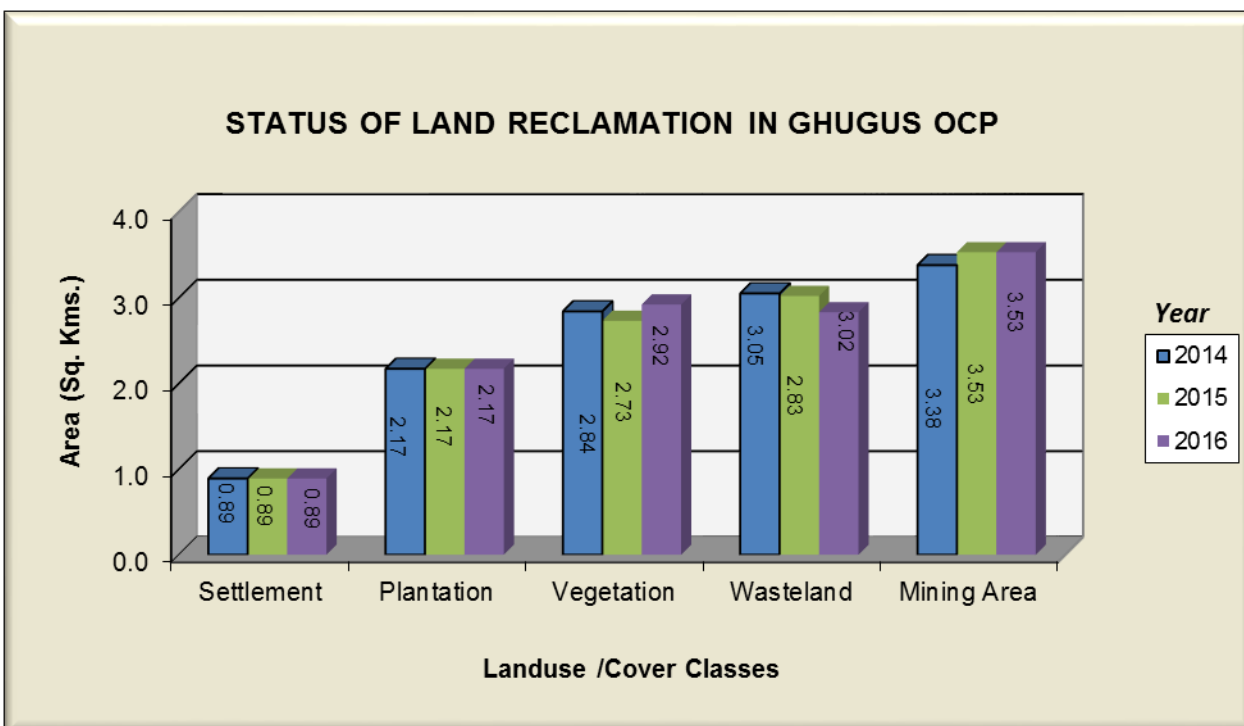 STATUS OF LAND RECLAMATION IN GHUGUS OCP
Area (Sq. Kms.)
4.0
3.0
2.0
1.0
0.0
0.89
0.89
0.89
2.17
2.17
2.17
2.84
2.73
2.92
3.05
2.83
3.02
3.38
3.53
3.53
Settlement
Plantation
Vegetation
Wasteland
Mining Area
Landuse /Cover Classes
Year
2014
2015
2016